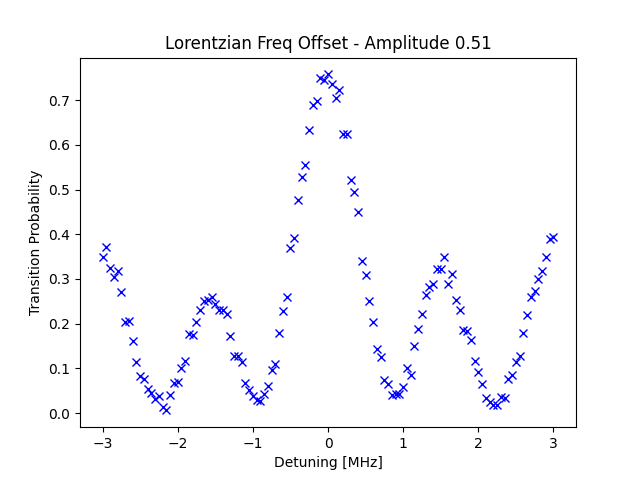 Lorentzian Freq Offset - Amplitude 0.51
Transition Probability
0.7
0.6
0.5
0.4
0.3
0.2
0.1
0.0
−3 −2 −1 0 1 2 3
Detuning [MHz]